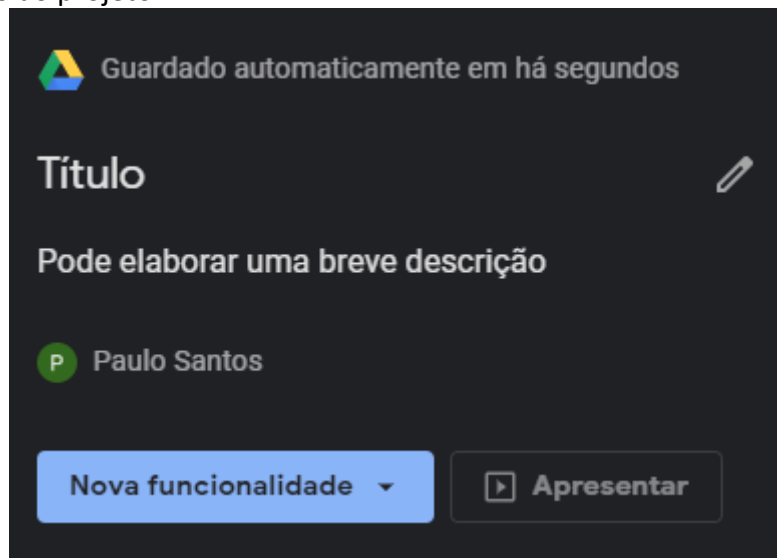 Guardado automaticamente em há segundos
Título
Pode elaborar uma breve descrição
P Paulo Santos
Nova funcionalidade
Apresentar